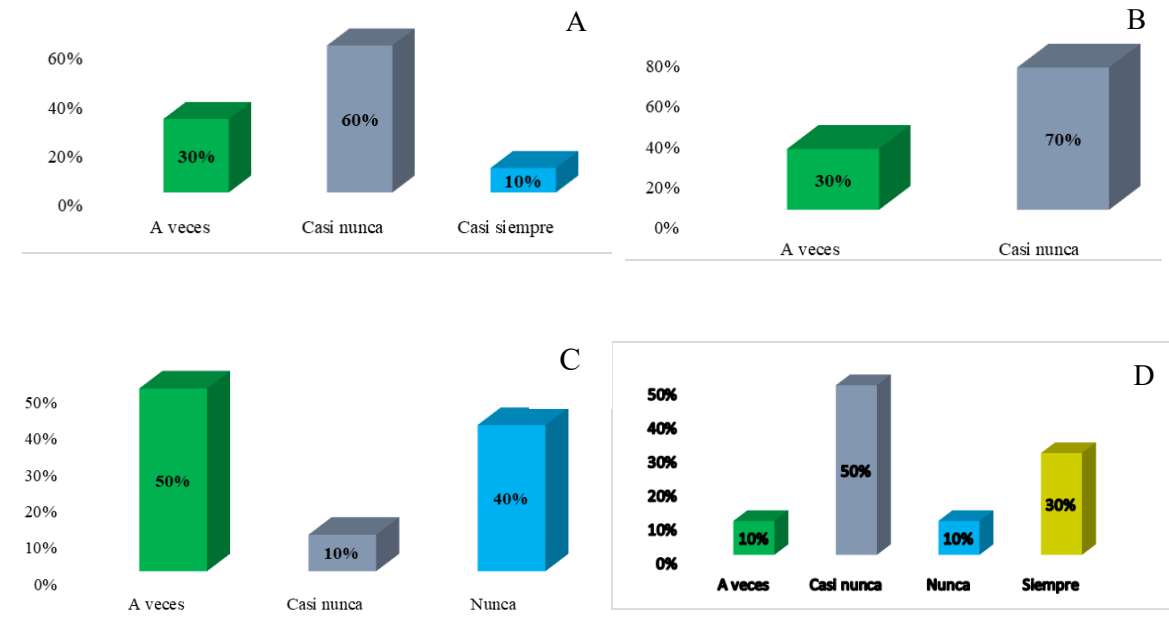 A
60%
40%
20%
0%
30%
60%
10%
A veces
Casi nunca
Casi siempre
B
80%
60%
40%
20%
0%
30%
70%
A veces
Casi nunca
C
50%
40%
30%
20%
10%
0%
50%
10%
40%
A veces
Casi nunca
Nunca
D
50%
40%
30%
20%
10%
0%
10%
50%
10%
30%
A veces
Casi nunca
Nunca
Siempre